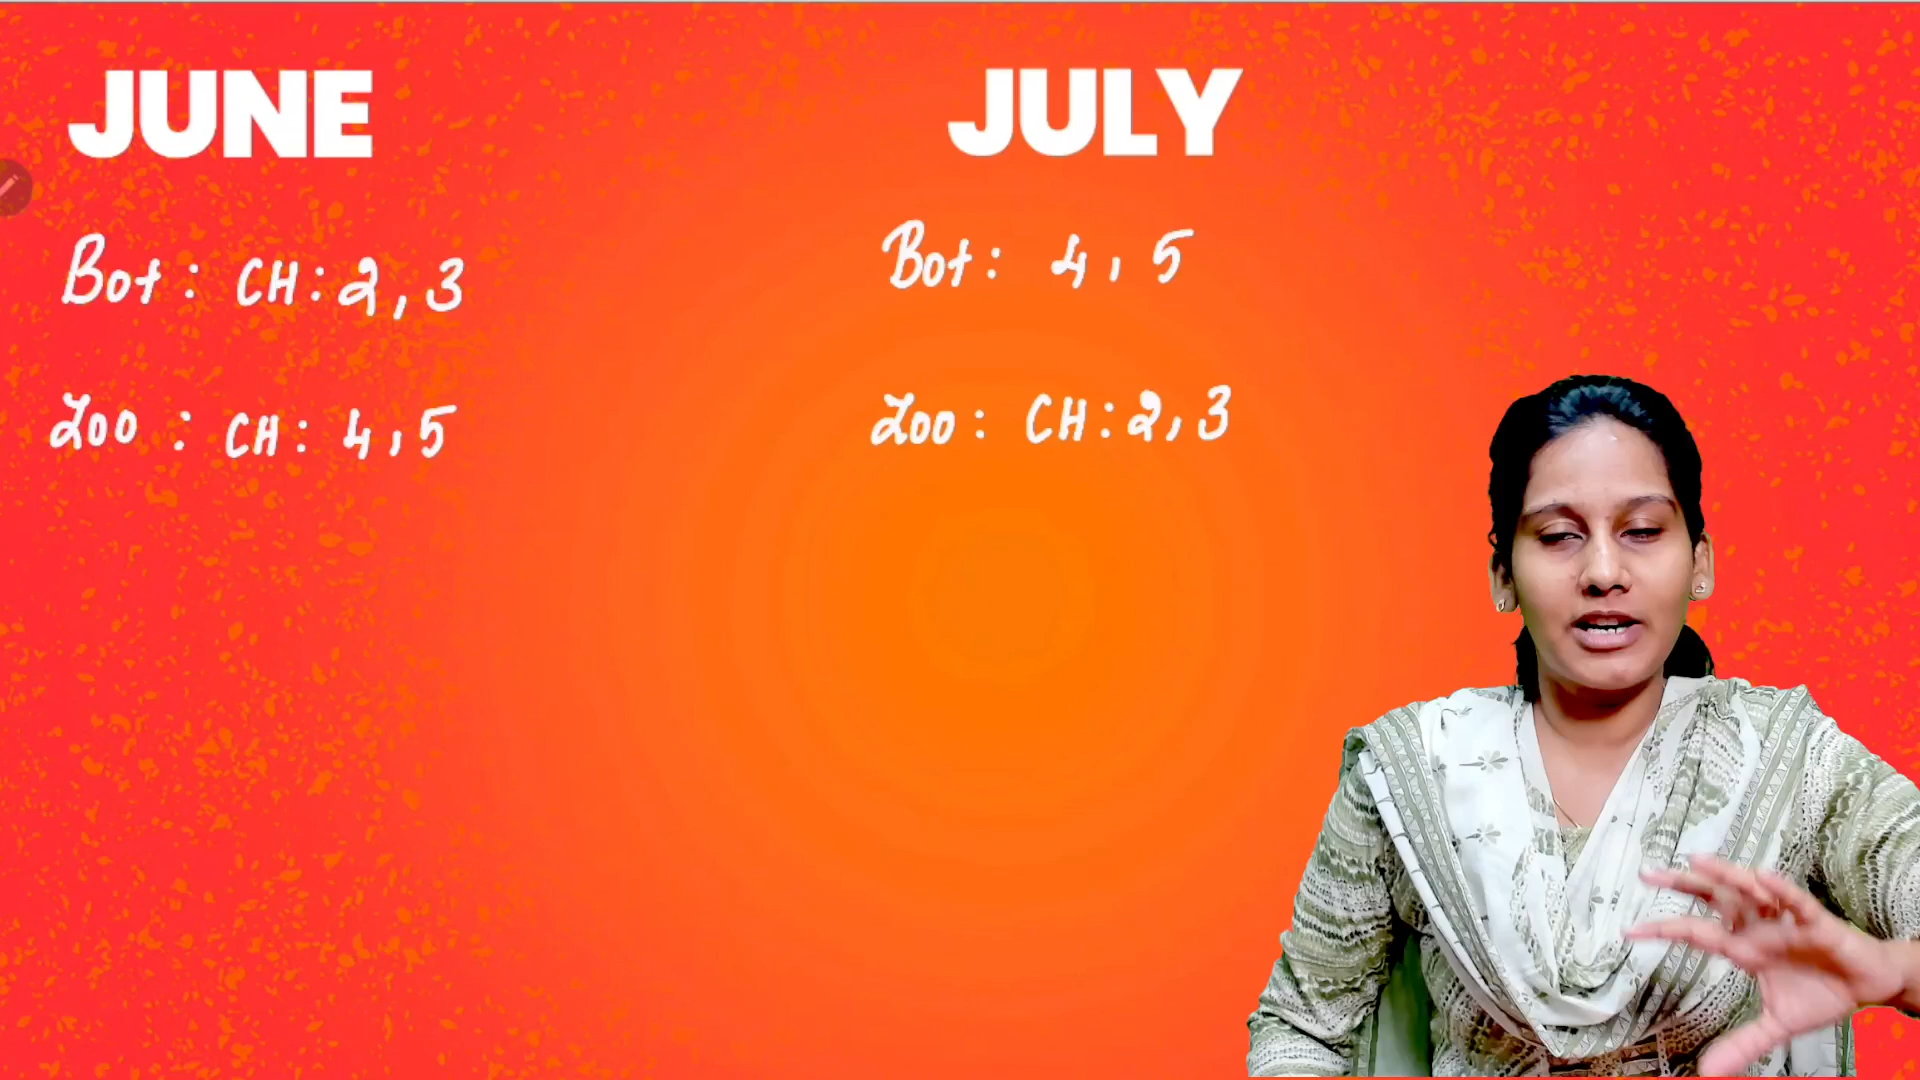 JUNE
Bot: CH: 2, 3
Zoo : CH: 4, 5
JULY
Bot: 4, 5
Zoo: CH: 2, 3